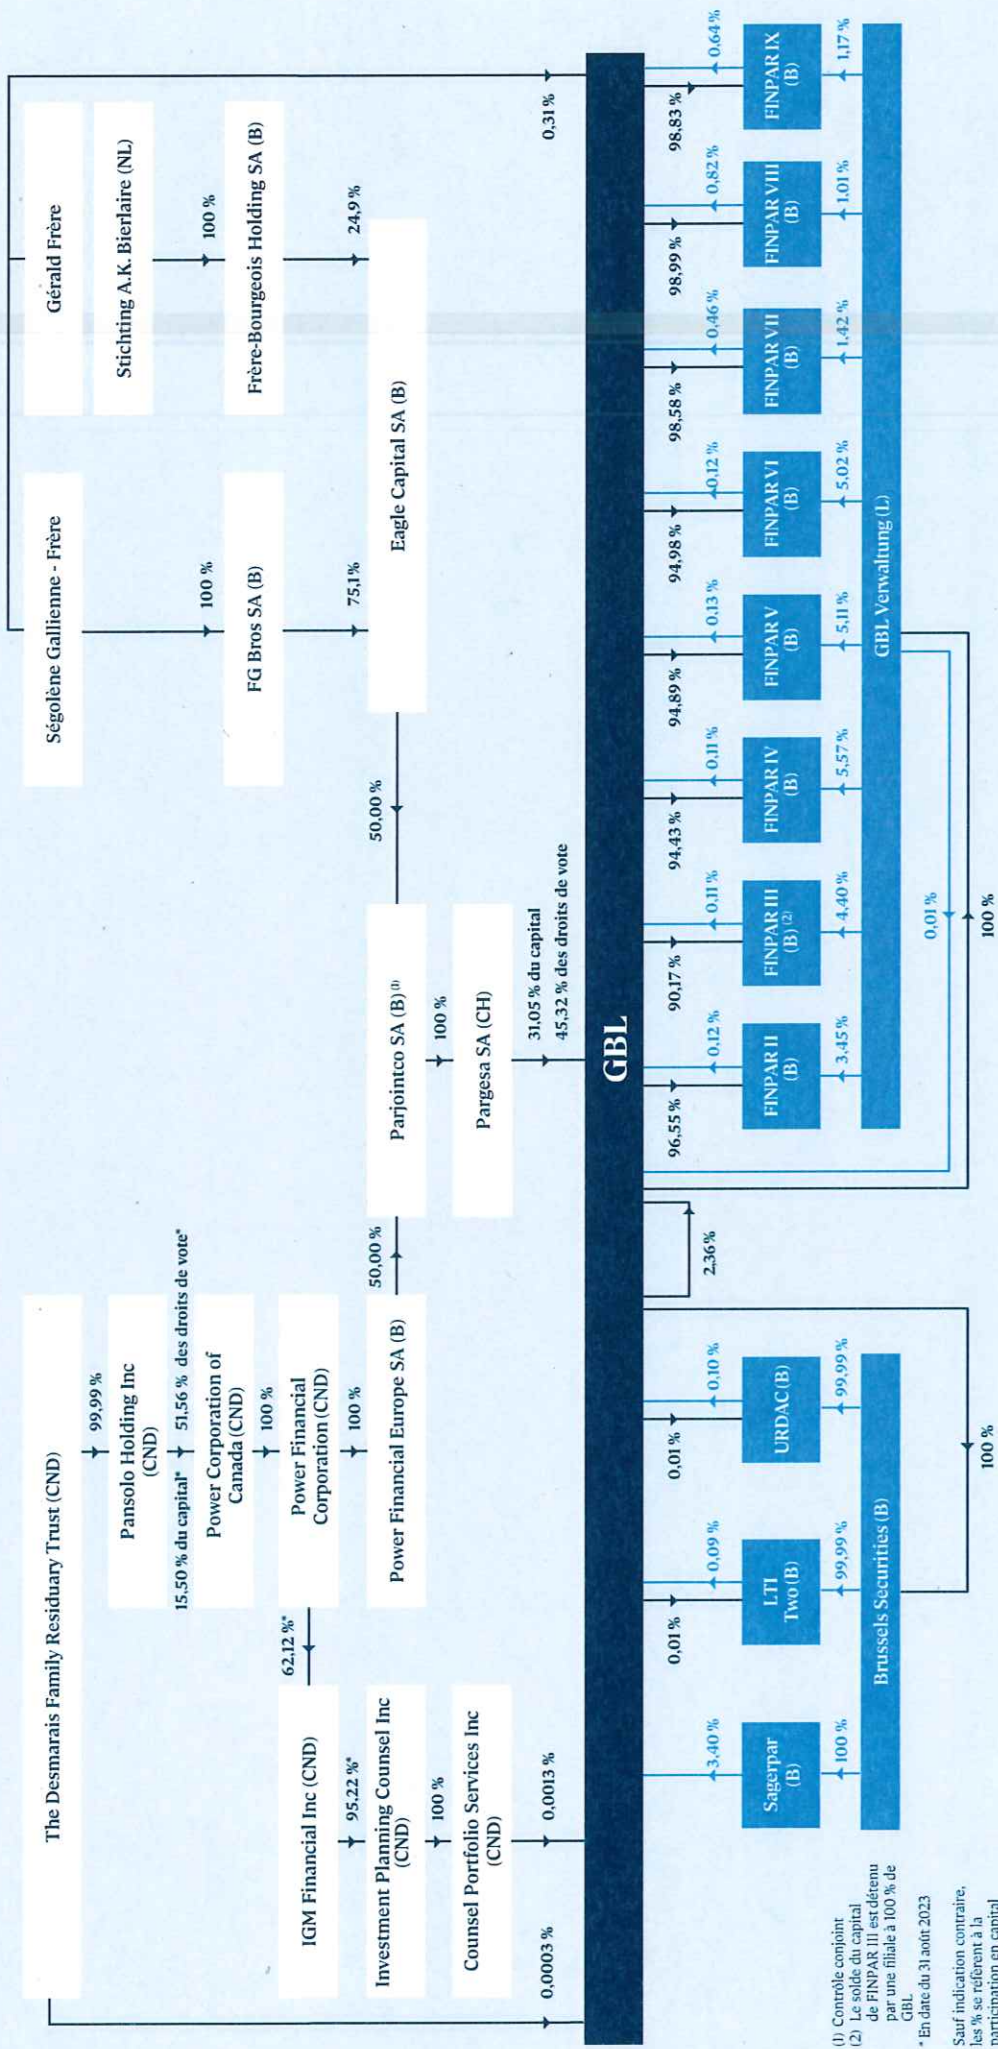 The Desmarais Family Residuary Trust (CND)
99,99 %
Pansolo Holding Inc
(CND)
15,50 % du capital*
51,56 % des droits de vote*
Power Corporation of
Canada (CND)
100 %
Power Financial
Corporation (CND)
62,12 %*
100 %
IGM Financial Inc (CND)
95,22 %*
Investment Planning Counsel Inc
(CND)
100 %
Counsel Portfolio Services Inc
(CND)
0,0003 %
0,0013 %
Power Financial Europe SA (B)
50,00 %
Parjointco SA (B) (1)
100 %
Pargesa SA (CH)
31,05 % du capital
45,32 % des droits de vote
50,00 %
Ségolène Gallienne - Frère
100 %
FG Bros SA (B)
75,1%
Gérald Frère
Stichting A.K. Bierlaire (NL)
100 %
Frère-Bourgeois Holding SA (B)
24,9 %
Eagle Capital SA (B)
0,31 %
GBL
3,40 %
0,01 %
0,09 %
0,01 %
0,10 %
2,36 %
96,55 %
0,12 %
90,17 %
0,11 %
94,43 %
0,11 %
94,89 %
0,13 %
94,98 %
0,12 %
98,58 %
0,46 %
98,99 %
0,82 %
98,83 %
0,64 %
Sagerpar
(B)
LTI
Two (B)
URDAC (B)
FINPAR II
(B)
FINPAR III
(B) (2)
FINPAR IV
(B)
FINPAR V
(B)
FINPAR VI
(B)
FINPAR VII
(B)
FINPAR VIII
(B)
FINPAR IX
(B)
100 %
99,99 %
99,99 %
3,45 %
4,40 %
5,57 %
5,11 %
5,02 %
1,42 %
1,01 %
1,17 %
Brussels Securities (B)
GBL Verwaltung (L)
0,01 %
100 %
100 %
(1) Contrôle conjoint
(2) Le solde du capital
de FINPAR III est détenu
par une filiale à 100 % de
GBL
* En date du 31 août 2023
Sauf indication contraire,
les % se réfèrent à la
participation en capital